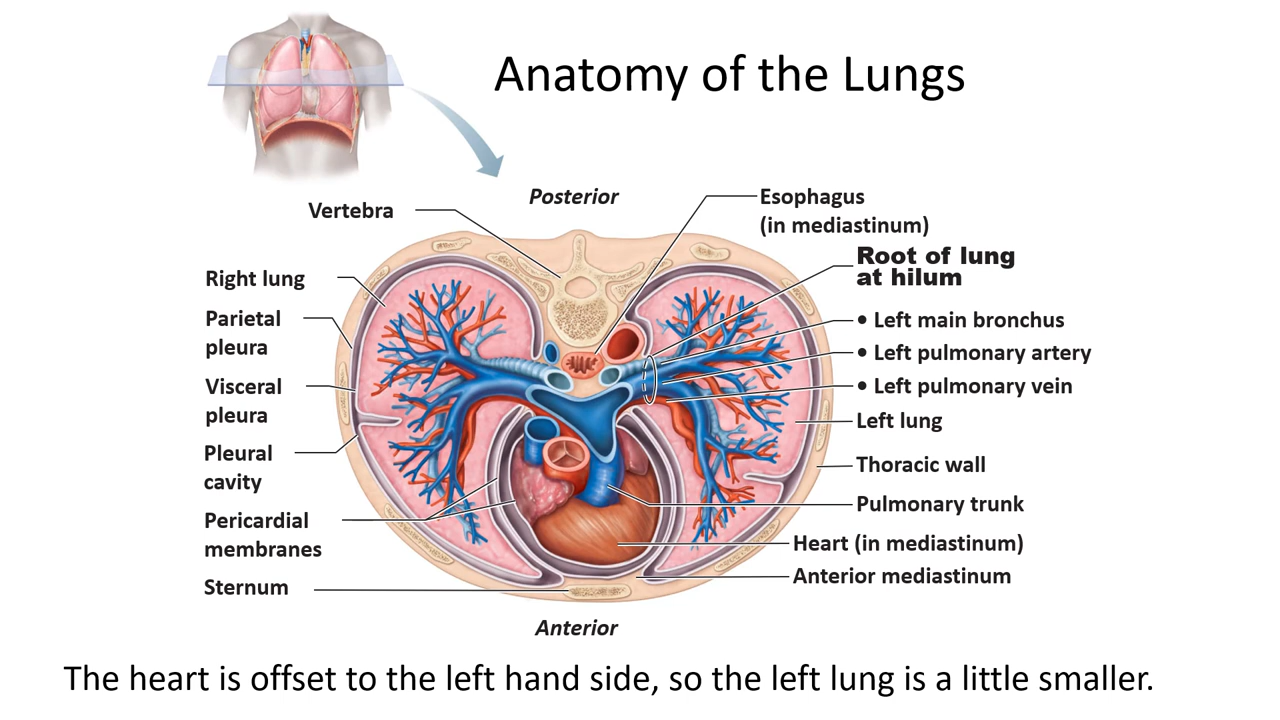 Anatomy of the Lungs
Posterior
Vertebra
Esophagus
(in mediastinum)
Root of lung
at hilum
Right lung
Parietal
pleura
Visceral
pleura
Pleural
cavity
Pericardial
membranes
Sternum
• Left main bronchus
• Left pulmonary artery
• Left pulmonary vein
Left lung
Thoracic wall
Pulmonary trunk
Heart (in mediastinum)
Anterior mediastinum
Anterior
The heart is offset to the left hand side, so the left lung is a little smaller.